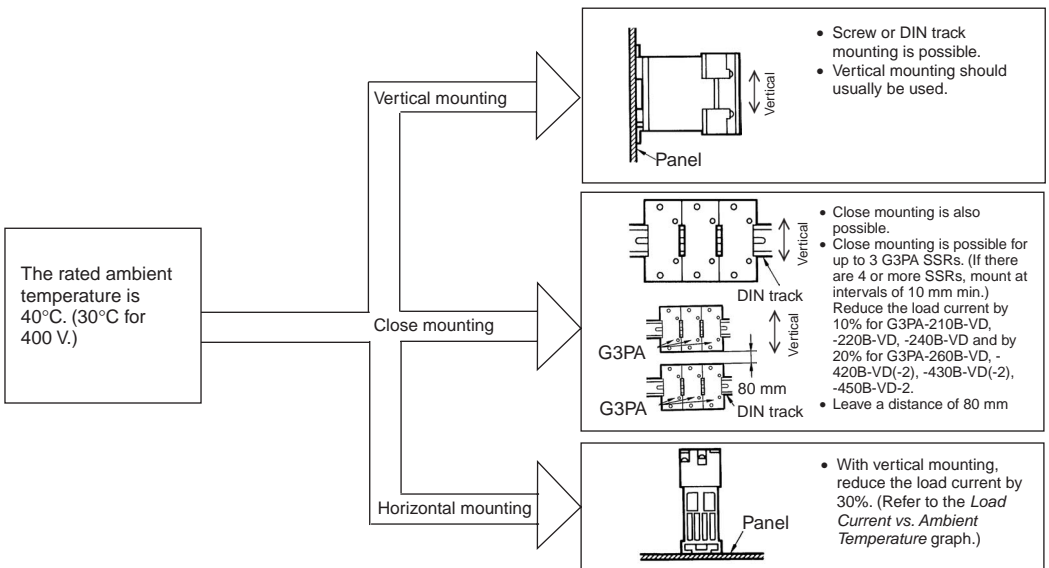 The rated ambient
temperature is
40°C. (30°C for
400 V.)
Vertical mounting
Vertical
Panel
• Screw or DIN track
mounting is possible.
• Vertical mounting should
usually be used.
Close mounting
Vertical
DIN track
Vertical
G3PA
80 mm
G3PA
DIN track
• Close mounting is also
possible.
• Close mounting is possible for
up to 3 G3PA SSRs. (If there
are 4 or more SSRs, mount at
intervals of 10 mm min.)
Reduce the load current by
10% for G3PA-210B-VD,
-220B-VD, -240B-VD and by
20% for G3PA-260B-VD, -
420B-VD(-2), -430B-VD(-2),
-450B-VD-2.
• Leave a distance of 80 mm
Horizontal mounting
Panel
• With vertical mounting,
reduce the load current by
30%. (Refer to the Load
Current vs. Ambient
Temperature graph.)